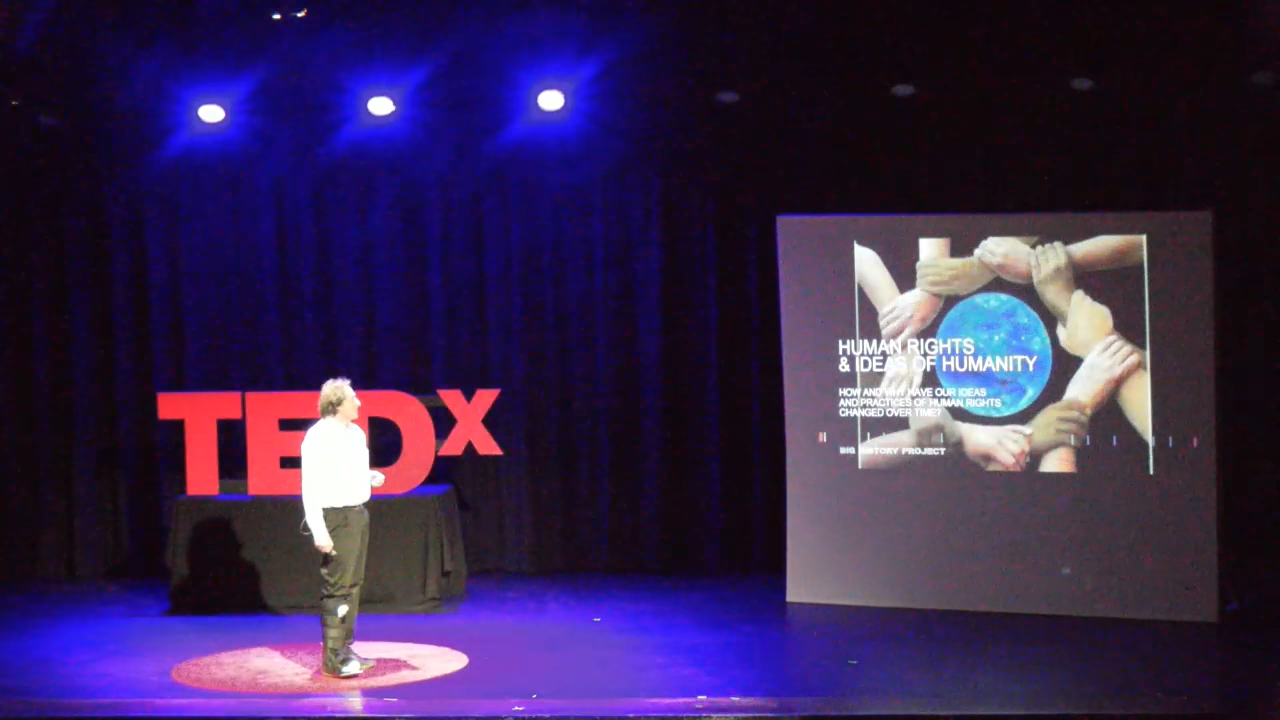 TEDx
HUMAN RIGHTS
& IDEAS OF HUMANITY
HOW AND WHY HAVE OUR IDEAS
AND PRACTICES OF HUMAN RIGHTS
CHANGED OVER TIME?
BIG HISTORY PROJECT